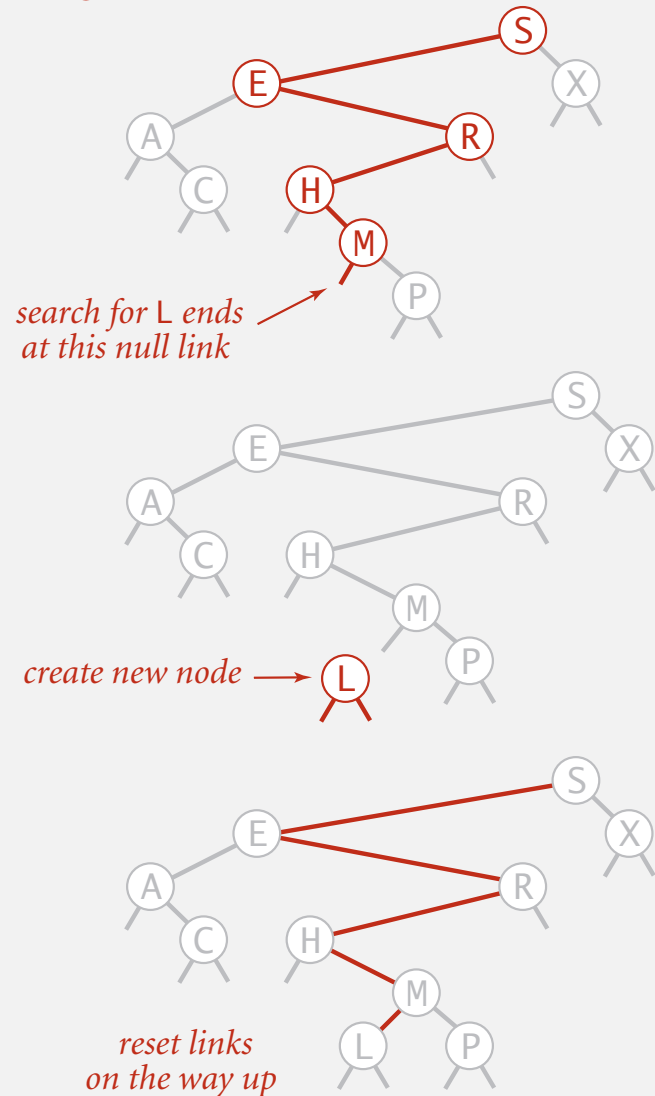 S
E
X
A
R
C
H
M
P
search for L ends
at this null link
S
E
X
A
R
C
H
M
P
create new node
L
S
E
X
A
R
C
H
M
L
P
reset links
on the way up